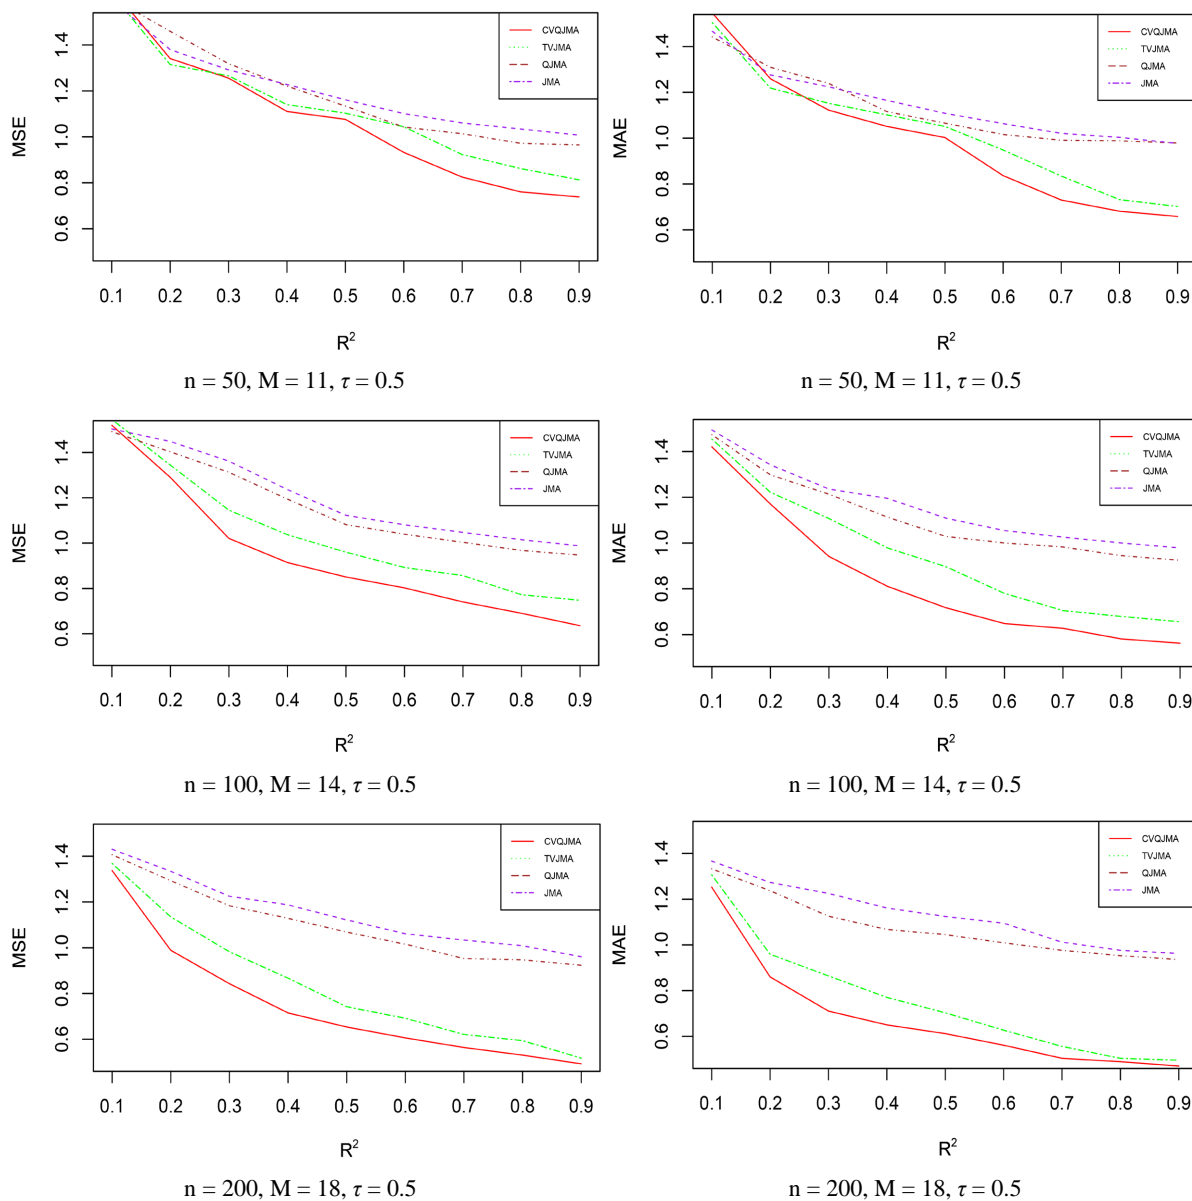 MSE
1.4
1.2
1.0
0.8
0.6
CVQJMA
TVJMA
QJMA
JMA
0.1 0.2 0.3 0.4 0.5 0.6 0.7 0.8 0.9
R²
n = 50, M = 11, τ = 0.5
MAE
1.4
1.2
1.0
0.8
0.6
CVQJMA
TVJMA
QJMA
JMA
0.1 0.2 0.3 0.4 0.5 0.6 0.7 0.8 0.9
R²
n = 50, M = 11, τ = 0.5
MSE
1.4
1.2
1.0
0.8
0.6
CVQJMA
TVJMA
QJMA
JMA
0.1 0.2 0.3 0.4 0.5 0.6 0.7 0.8 0.9
R²
n = 100, M = 14, τ = 0.5
MAE
1.4
1.2
1.0
0.8
0.6
CVQJMA
TVJMA
QJMA
JMA
0.1 0.2 0.3 0.4 0.5 0.6 0.7 0.8 0.9
R²
n = 100, M = 14, τ = 0.5
MSE
1.4
1.2
1.0
0.8
0.6
CVQJMA
TVJMA
QJMA
JMA
0.1 0.2 0.3 0.4 0.5 0.6 0.7 0.8 0.9
R²
n = 200, M = 18, τ = 0.5
MAE
1.4
1.2
1.0
0.8
0.6
CVQJMA
TVJMA
QJMA
JMA
0.1 0.2 0.3 0.4 0.5 0.6 0.7 0.8 0.9
R²
n = 200, M = 18, τ = 0.5